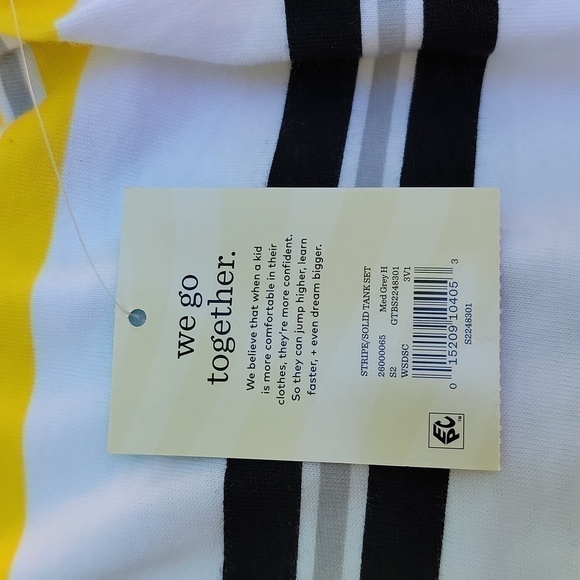 we go
together.
We believe that when a kid
is more comfortable in their
clothes, they're more confident.
So they can jump higher, learn
faster, + even dream bigger.
STRIPE/SOLID TANK SET
26000065 Med Grey H
S2 GTBS2248301
WSDSC 3V1
0 15209 10405 3
S2248301